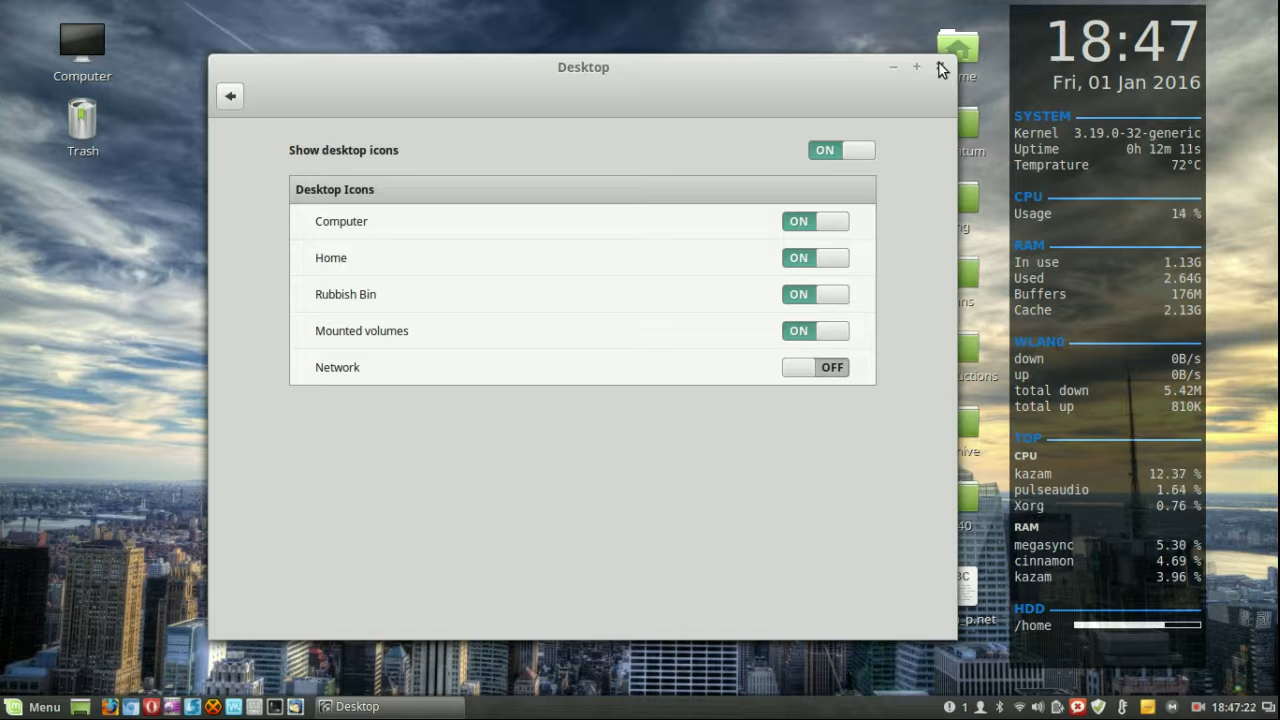 Computer
Trash
Desktop
Show desktop icons ON
Desktop Icons
Computer ON
Home ON
Rubbish Bin ON
Mounted volumes ON
Network OFF
18:47
Fri, 01 Jan 2016
SYSTEM
Kernel 3.19.0-32-generic
Uptime 0h 12m 11s
Temprature 72°C
CPU
Usage 14 %
RAM
In use 1.13G
Used 2.64G
Buffers 176M
Cache 2.13G
WLAN0
down 0B/s
up 0B/s
total down 5.42M
total up 810K
TOP
CPU
kazam 12.37 %
pulseaudio 1.64 %
Xorg 0.76 %
RAM
megasync 5.30 %
cinnamon 4.69 %
kazam 3.96 %
HDD
/home
Menu
Desktop
1
18:47:22